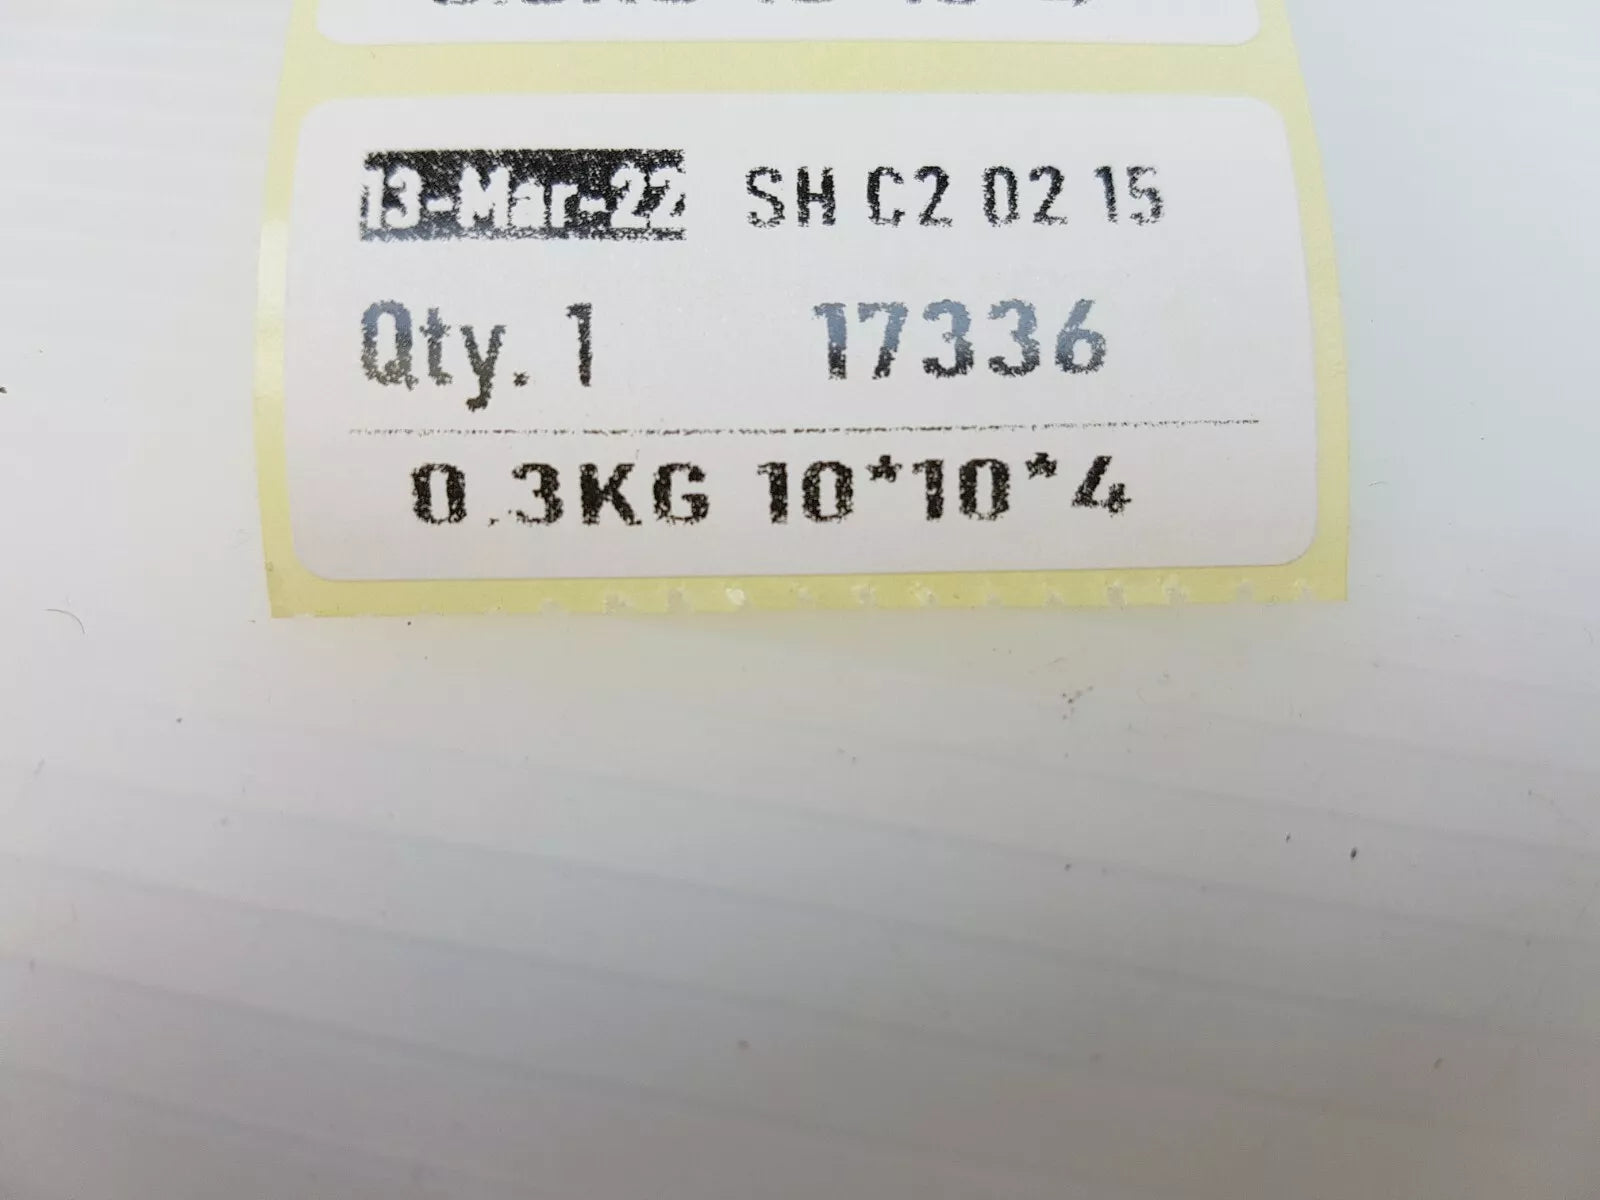 13-Mar-22 SH C2 02 15
Qty. 1 17336
0.3KG 10*10*4